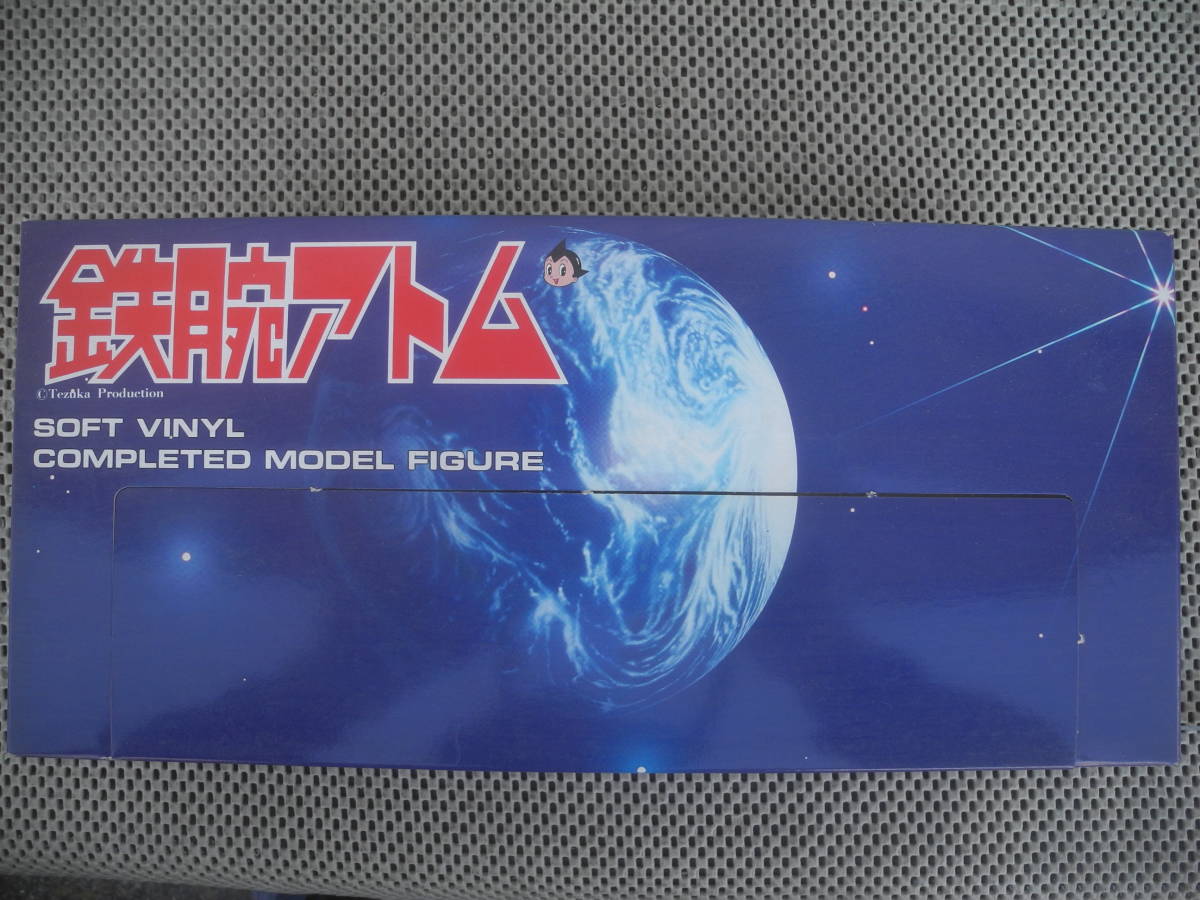 鉄腕アトム
©Tezuka Production
SOFT VINYL
COMPLETED MODEL FIGURE